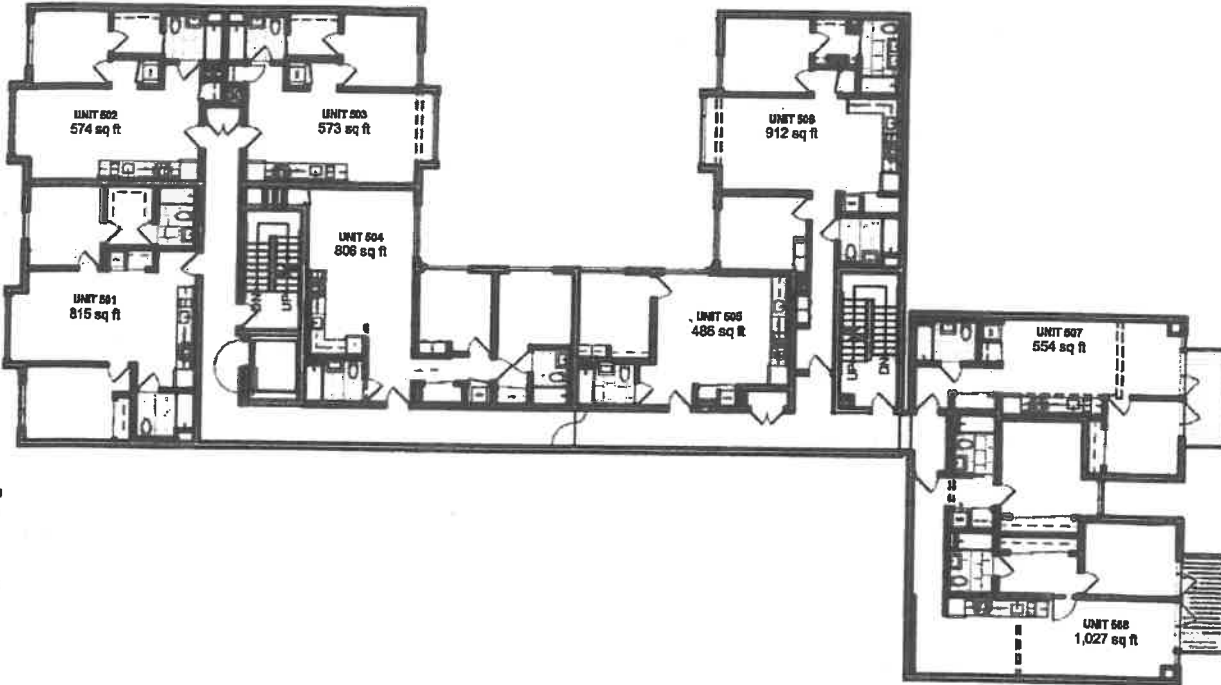 UNIT 502
574 sq ft
UNIT 503
573 sq ft
UNIT 506
912 sq ft
UNIT 504
806 sq ft
UNIT 501
815 sq ft
DN
UP
UNIT 505
486 sq ft
UP
DN
UNIT 507
554 sq ft
UNIT 508
1,027 sq ft